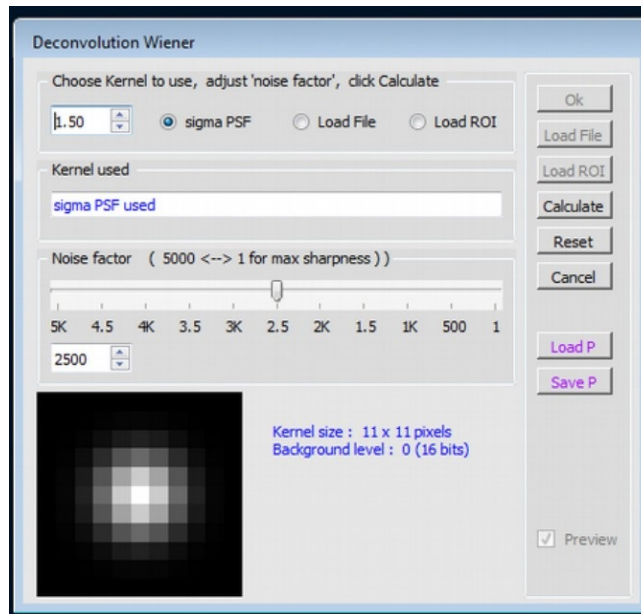 Deconvolution Wiener
Choose Kernel to use, adjust 'noise factor', click Calculate
1.50 sigma PSF Load File Load ROI
Kernel used
sigma PSF used
Noise factor ( 5000 <--> 1 for max sharpness ) )
5K 4.5 4K 3.5 3K 2.5 2K 1.5 1K 500 1
2500
Kernel size : 11 x 11 pixels
Background level : 0 (16 bits)
Ok
Load File
Load ROI
Calculate
Reset
Cancel
Load P
Save P
Preview